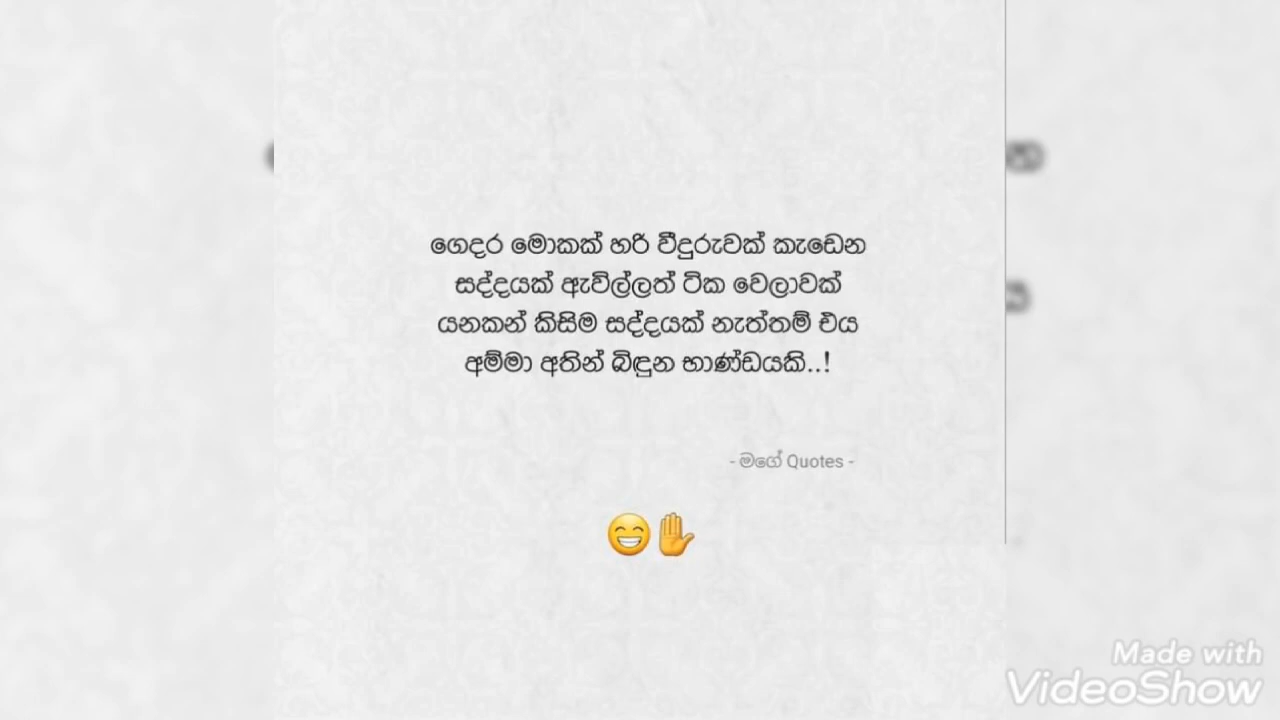 ගෙදර මොකක් හරි වීදුරුවක් කැඩෙන
සද්දයක් ඇවිල්ලත් ටික වෙලාවක්
යනකන් කිසිම සද්දයක් නැත්තම් එය
අම්මා අතින් බිඳුන භාණ්ඩයකි..!
- මගේ Quotes -
😁✋
Made with
VideoShow